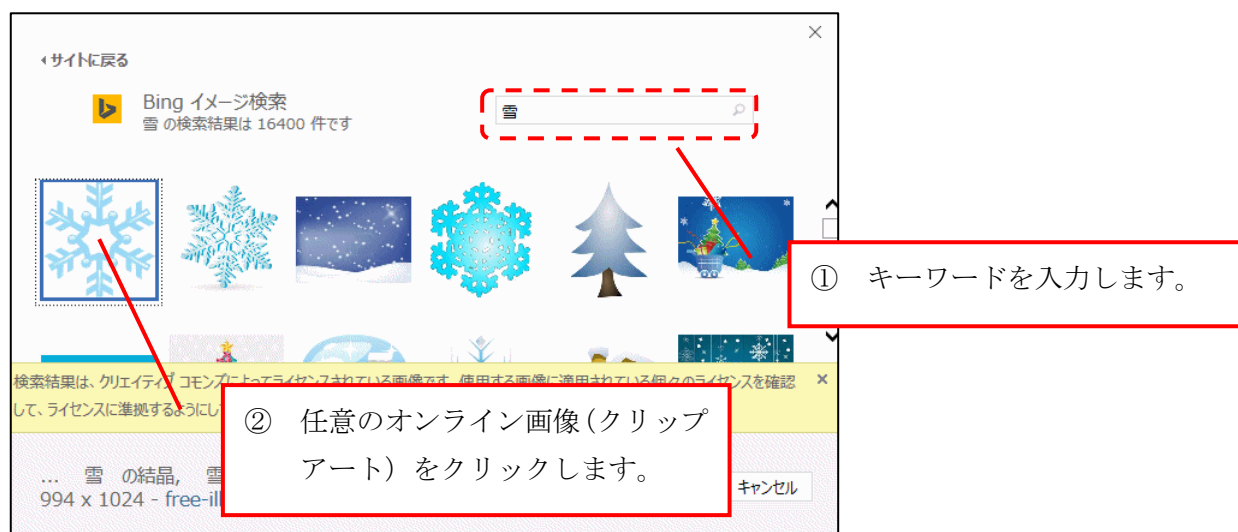 サイトに戻る
Bing イメージ検索
雪 の検索結果は 16400 件です
雪
① キーワードを入力します。
検索結果は、クリエイティブ コモンズによってライセンスされている画像です。使用する画像に適用されている個々のライセンスを確認
して、ライセンスに準拠するようにし
② 任意のオンライン画像(クリップ
アート）をクリックします。
... 雪 の結晶, 雪
994 x 1024 - free-ill
キャンセル